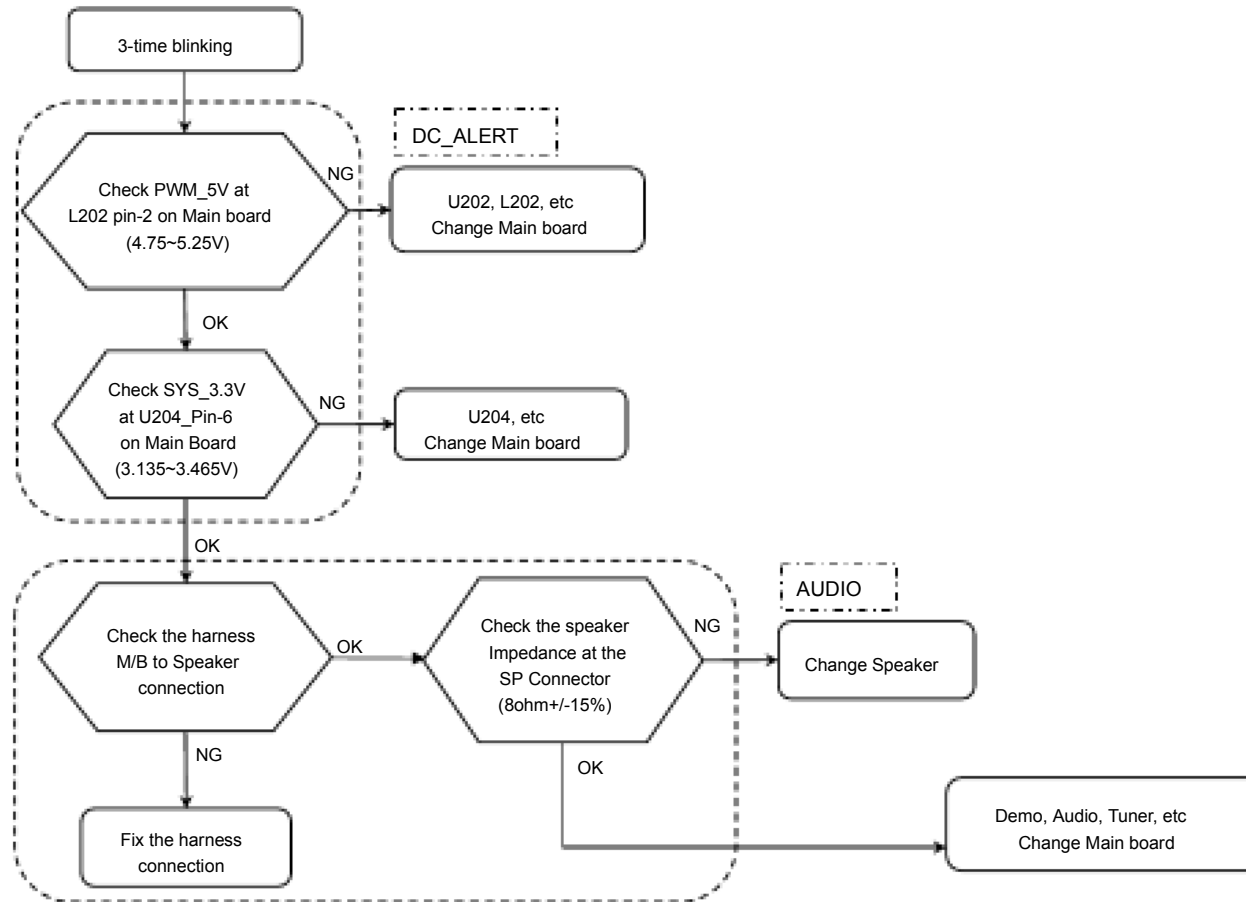 3-time blinking
DC_ALERT
Check PWM_5V at
L202 pin-2 on Main board
(4.75~5.25V)
NG
U202, L202, etc
Change Main board
OK
Check SYS_3.3V
at U204_Pin-6
on Main Board
(3.135~3.465V)
NG
U204, etc
Change Main board
OK
AUDIO
Check the harness
M/B to Speaker
connection
OK
Check the speaker
Impedance at the
SP Connector
(8ohm+/-15%)
NG
Change Speaker
NG
OK
Fix the harness
connection
Demo, Audio, Tuner, etc
Change Main board